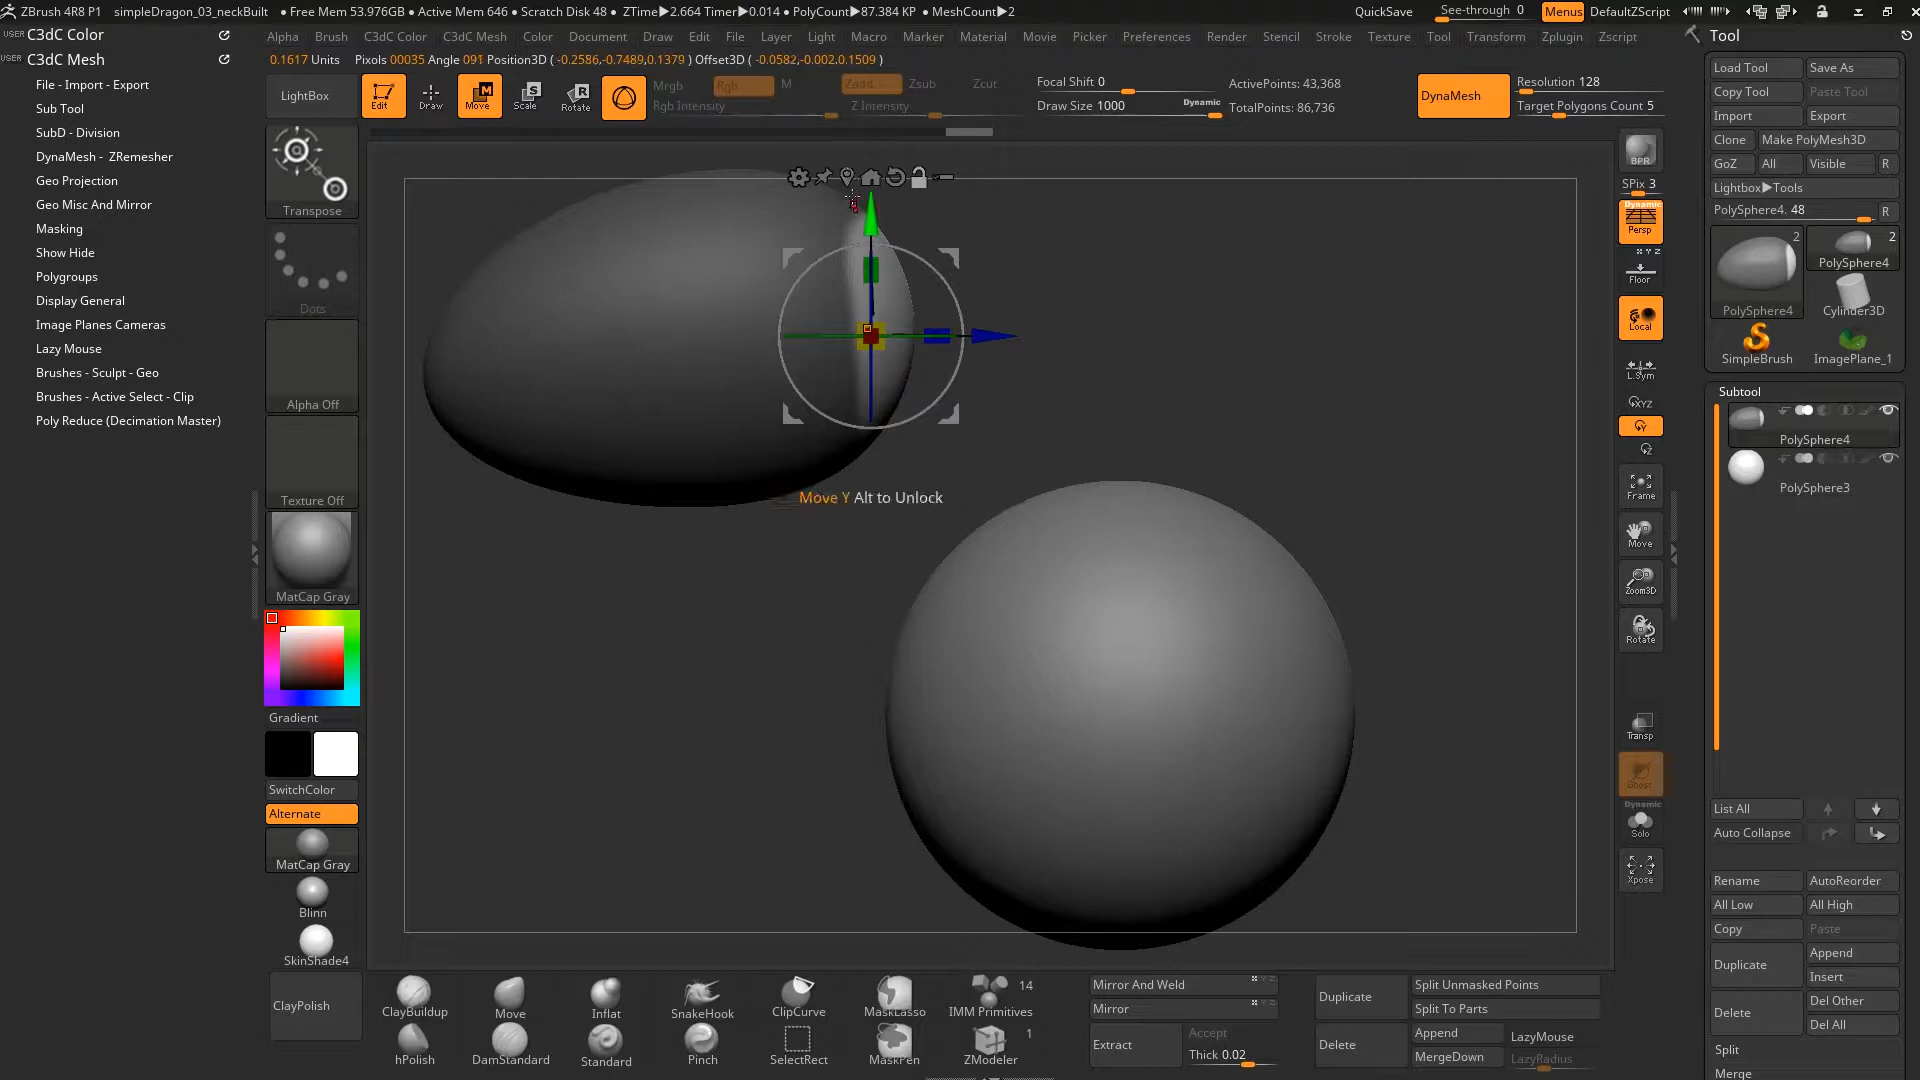 ZBrush 4R8 P1 simpleDragon_03_neckBuilt • Free Mem 53.976GB • Active Mem 646 • Scratch Disk 48 • ZTime▶2.664 Timer▶0.014 • PolyCount▶87.384 KP • MeshCount▶2 QuickSave See-through 0 Menus DefaultZScript
USER C3dC Color
Alpha Brush C3dC Color C3dC Mesh Color Document Draw Edit File Layer Light Macro Marker Material Movie Picker Preferences Render Stencil Stroke Texture Tool Transform Zplugin Zscript
Tool
USER C3dC Mesh
0.1617 Units Pixols 00035 Angle 091 Position3D ( -0.2586,-0.7489,0.1379 ) Offset3D ( -0.0582,-0.002,0.1509 )
File - Import - Export
Sub Tool
SubD - Division
DynaMesh - ZRemesher
Geo Projection
Geo Misc And Mirror
Masking
Show Hide
Polygroups
Display General
Image Planes Cameras
Lazy Mouse
Brushes - Sculpt - Geo
Brushes - Active Select - Clip
Poly Reduce (Decimation Master)
LightBox
Edit
Draw
M
Move
S
Scale
R
Rotate
Mrgb Rgb M
Rgb Intensity
Zadd Zsub Zcut
Z Intensity
Focal Shift 0
Draw Size 1000 Dynamic
ActivePoints: 43,368
TotalPoints: 86,736
DynaMesh
Resolution 128
Target Polygons Count 5
Transpose
Dots
Alpha Off
Texture Off
MatCap Gray
Gradient
SwitchColor
Alternate
MatCap Gray
Blinn
SkinShade4
ClayPolish
Move Y Alt to Unlock
BPR
SPix 3
Dynamic
Persp
Floor
Local
L.Sym
XYZ
Y
Z
Frame
Move
Zoom3D
Rotate
Transp
Ghost
Dynamic
Solo
Xpose
Load Tool Save As
Copy Tool Paste Tool
Import Export
Clone Make PolyMesh3D
GoZ All Visible R
Lightbox▶Tools
PolySphere4. 48 R
2
PolySphere4
2
PolySphere4
Cylinder3D
SimpleBrush
ImagePlane_1
Subtool
PolySphere4
PolySphere3
List All
Auto Collapse
Rename AutoReorder
All Low All High
Copy Paste
Duplicate
Append
Insert
Delete
Del Other
Del All
Split
Merge
ClayBuildup Move Inflat SnakeHook ClipCurve MaskLasso IMM Primitives 14
hPolish DamStandard Standard Pinch SelectRect MaskPen ZModeler 1
Mirror And Weld
Mirror
Extract
Accept
Thick 0.02
Duplicate
Split Unmasked Points
Split To Parts
Delete
Append
MergeDown
LazyMouse
LazyRadius